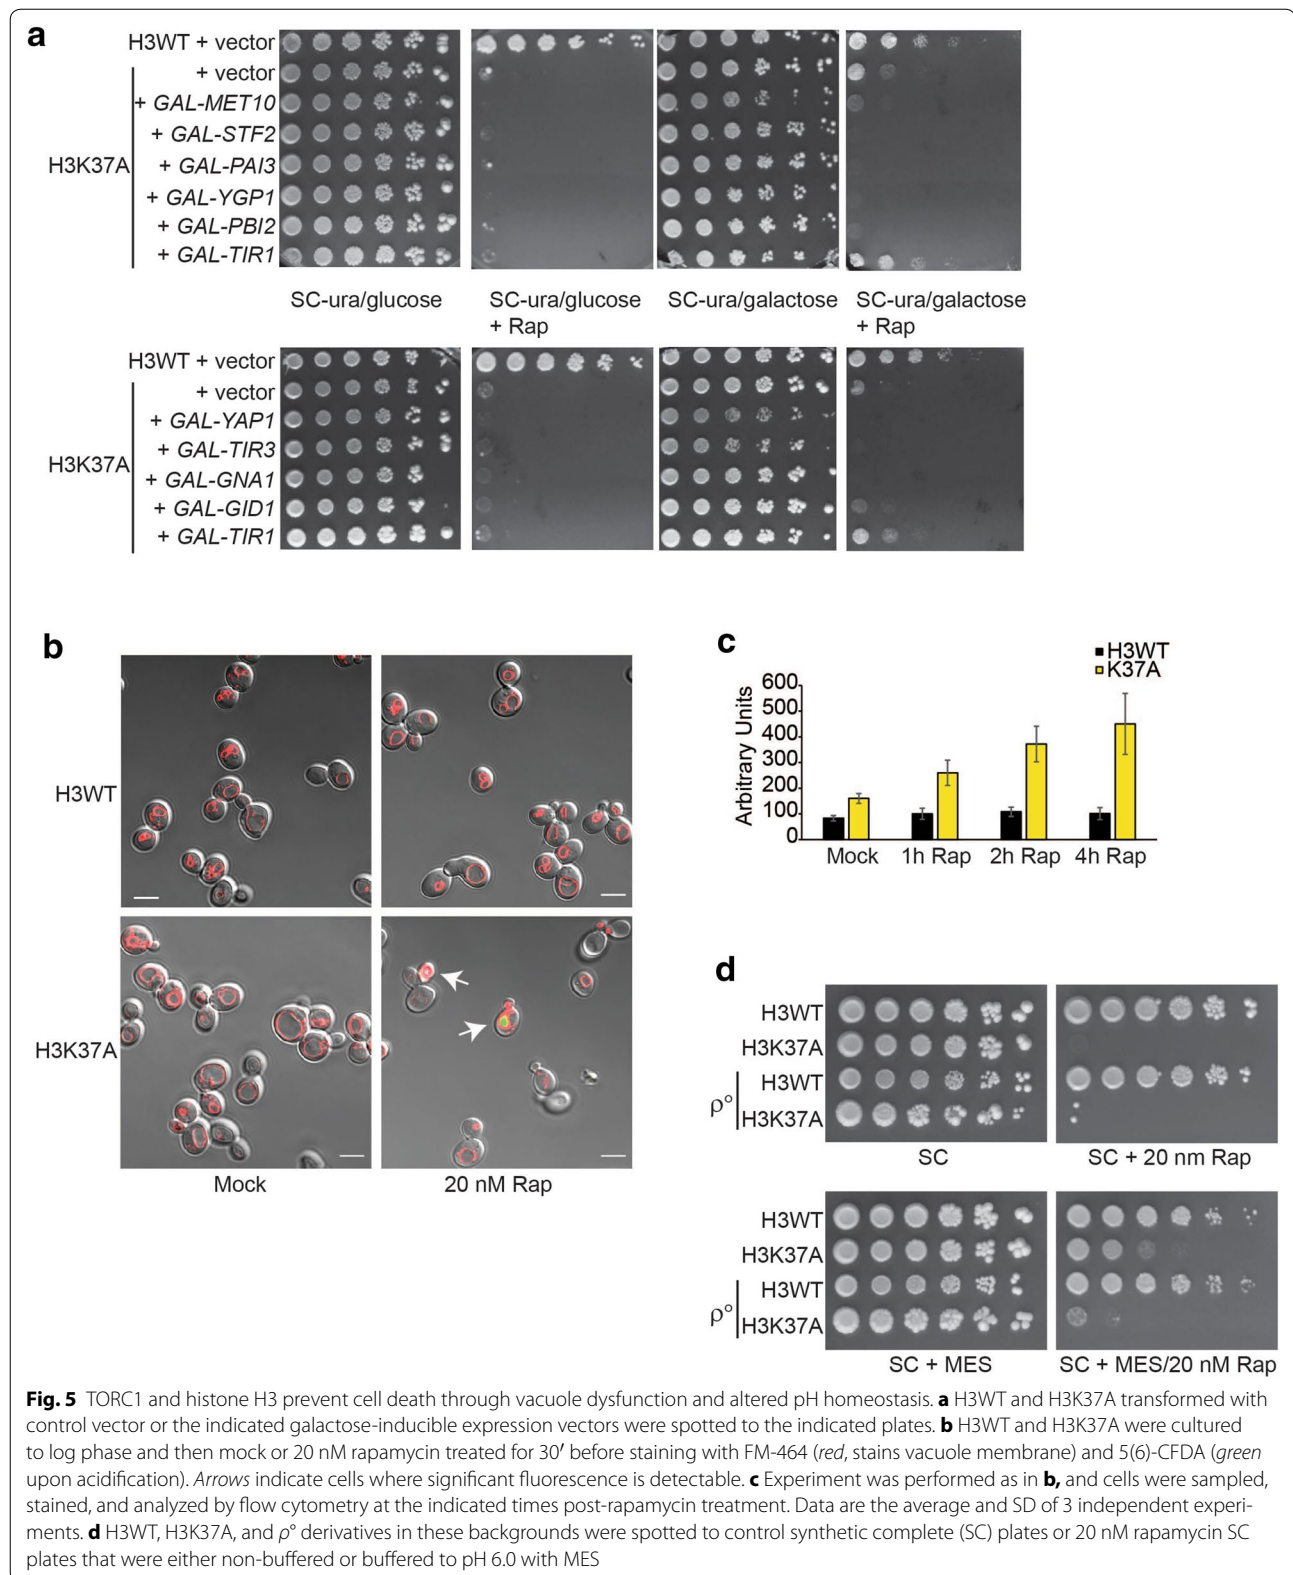 a
H3WT + vector
+ vector
+ GAL-MET10
+ GAL-STF2
H3K37A
+ GAL-PAI3
+ GAL-YGP1
+ GAL-PBI2
+ GAL-TIR1
SC-ura/glucose
SC-ura/glucose
+ Rap
SC-ura/galactose
SC-ura/galactose
+ Rap
H3WT + vector
+ vector
+ GAL-YAP1
+ GAL-TIR3
H3K37A
+ GAL-GNA1
+ GAL-GID1
+ GAL-TIR1
b
H3WT
H3K37A
Mock
20 nM Rap
c
H3WT
K37A
Arbitrary Units
600
500
400
300
200
100
0
Mock
1h Rap
2h Rap
4h Rap
d
H3WT
H3K37A
H3WT
ρ°
H3K37A
SC
SC + 20 nm Rap
H3WT
H3K37A
H3WT
ρ°
H3K37A
SC + MES
SC + MES/20 nM Rap
Fig. 5 TORC1 and histone H3 prevent cell death through vacuole dysfunction and altered pH homeostasis. a H3WT and H3K37A transformed with
control vector or the indicated galactose-inducible expression vectors were spotted to the indicated plates. b H3WT and H3K37A were cultured
to log phase and then mock or 20 nM rapamycin treated for 30′ before staining with FM-464 (red, stains vacuole membrane) and 5(6)-CFDA (green
upon acidification). Arrows indicate cells where significant fluorescence is detectable. c Experiment was performed as in b, and cells were sampled,
stained, and analyzed by flow cytometry at the indicated times post-rapamycin treatment. Data are the average and SD of 3 independent experi-
ments. d H3WT, H3K37A, and ρ° derivatives in these backgrounds were spotted to control synthetic complete (SC) plates or 20 nM rapamycin SC
plates that were either non-buffered or buffered to pH 6.0 with MES